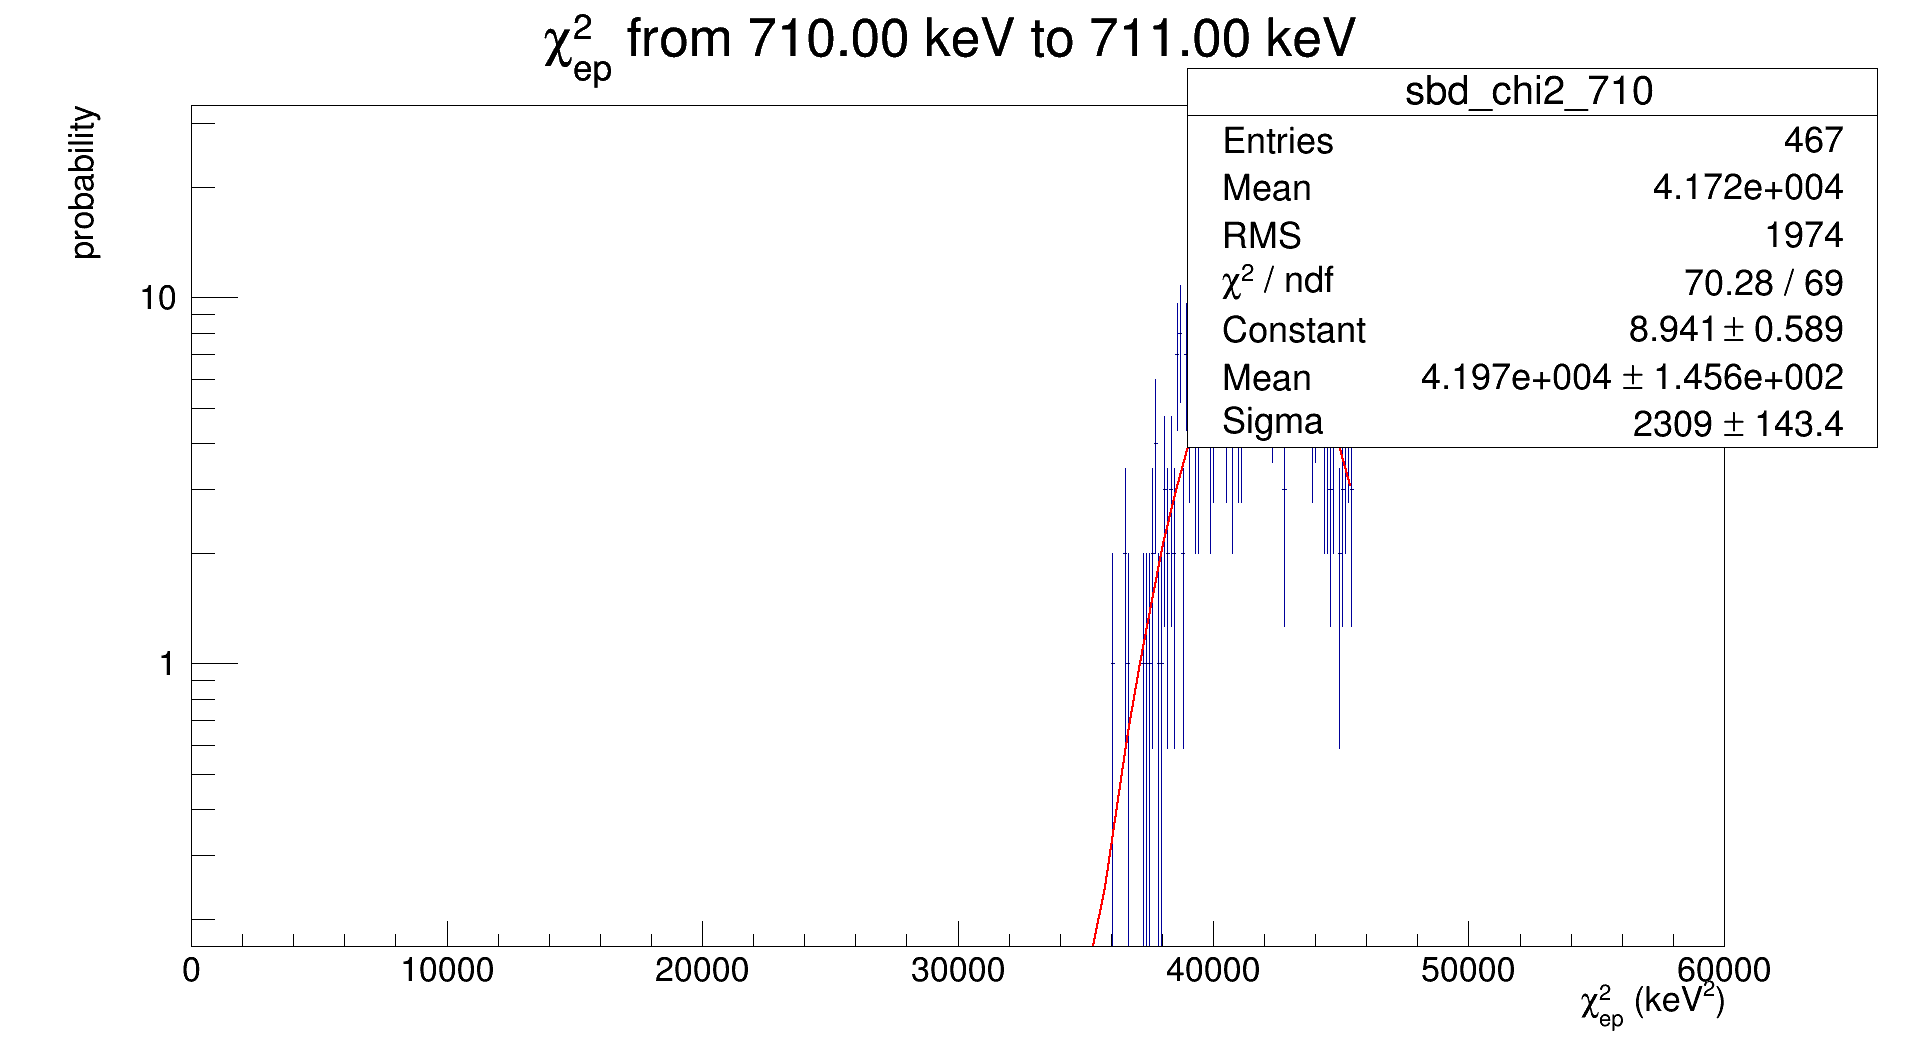 χ²ep from 710.00 keV to 711.00 keV
sbd_chi2_710
Entries 467
Mean 4.172e+004
RMS 1974
χ² / ndf 70.28 / 69
Constant 8.941 ± 0.589
Mean 4.197e+004 ± 1.456e+002
Sigma 2309 ± 143.4
probability
10
1
0 10000 20000 30000 40000 50000 60000
χ²ep (keV²)